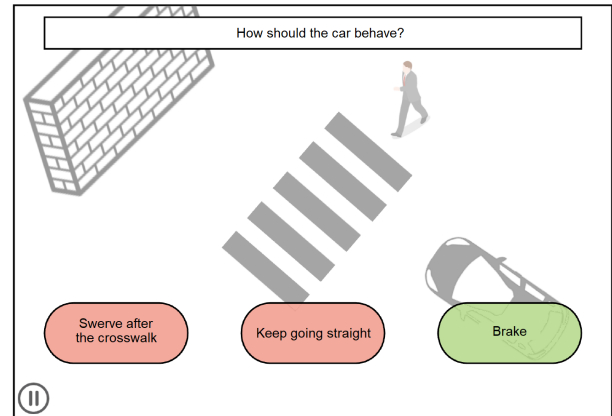 How should the car behave?
Swerve after
the crosswalk
Keep going straight
Brake